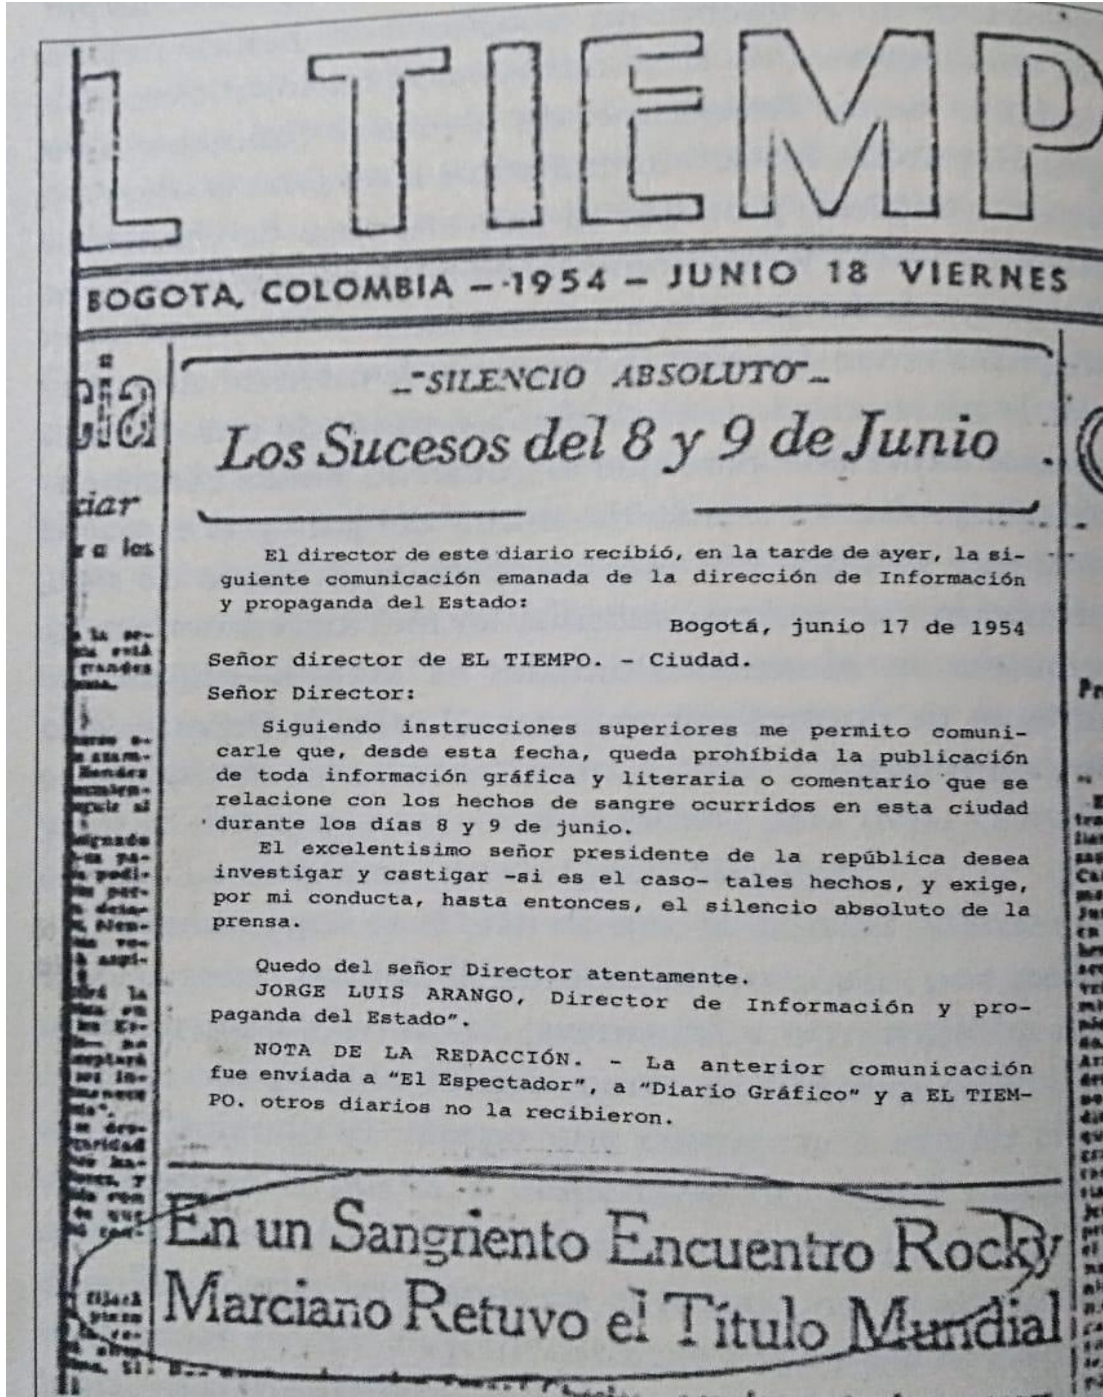 L TIEMP
BOGOTA, COLOMBIA - 1954 - JUNIO 18 VIERNES
cia
ciar
r a los
"SILENCIO ABSOLUTO"
Los Sucesos del 8 y 9 de Junio
El director de este diario recibió, en la tarde de ayer, la si-
guiente comunicación emanada de la dirección de Información
y propaganda del Estado:
Bogotá, junio 17 de 1954
Señor director de EL TIEMPO. - Ciudad.
Señor Director:
Siguiendo instrucciones superiores me permito comuni-
carle que, desde esta fecha, queda prohíbida la publicación
de toda información gráfica y literaria o comentario que se
relacione con los hechos de sangre ocurridos en esta ciudad
durante los días 8 y 9 de junio.
El excelentisimo señor presidente de la república desea
investigar y castigar -si es el caso- tales hechos, y exige,
por mi conducta, hasta entonces, el silencio absoluto de la
prensa.
Quedo del señor Director atentamente.
JORGE LUIS ARANGO, Director de Información y pro-
paganda del Estado".
NOTA DE LA REDACCIÓN. - La anterior comunicación
fue enviada a "El Espectador", a "Diario Gráfico" y a EL TIEM-
PO. otros diarios no la recibieron.
En un Sangriento Encuentro Rocky
Marciano Retuvo el Título Mundial